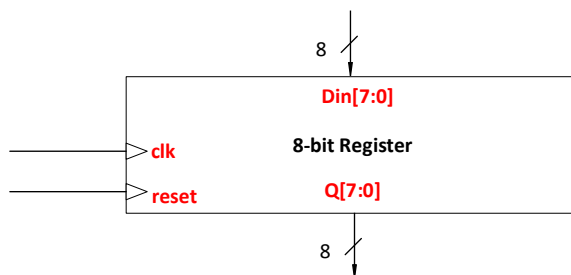 8
Din[7:0]
8-bit Register
clk
reset
Q[7:0]
8